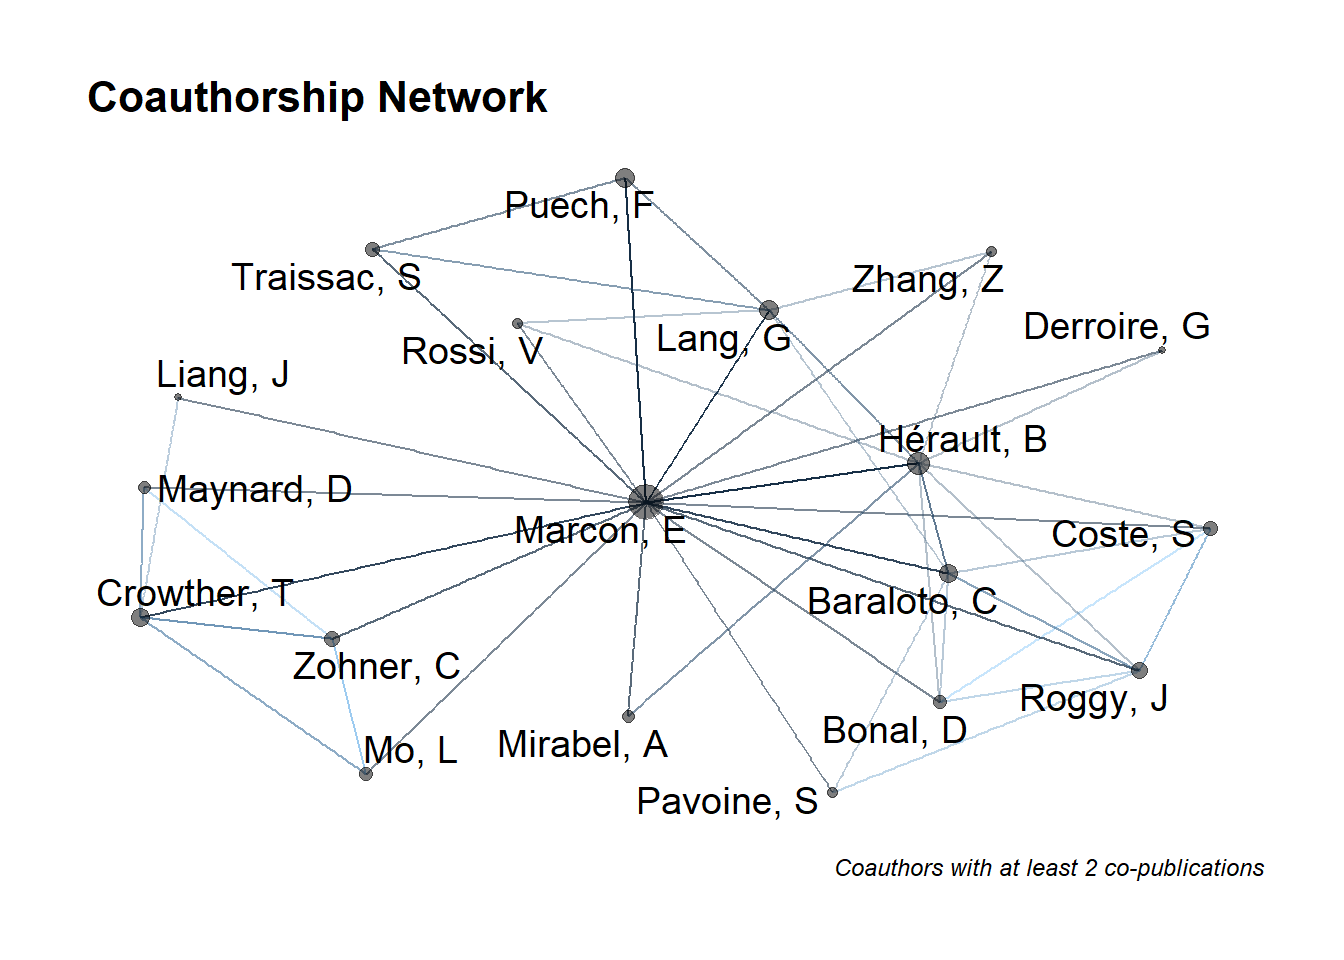 Coauthorship Network
Puech, F
Traissac, S
Zhang, Z
Rossi, V
Lang, G
Derroire, G
Liang, J
Hérault, B
Maynard, D
Marcon, E
Coste, S
Crowther, T
Baraloto, C
Zohner, C
Roggy, J
Mo, L
Mirabel, A
Bonal, D
Pavoine, S
Coauthors with at least 2 co-publications